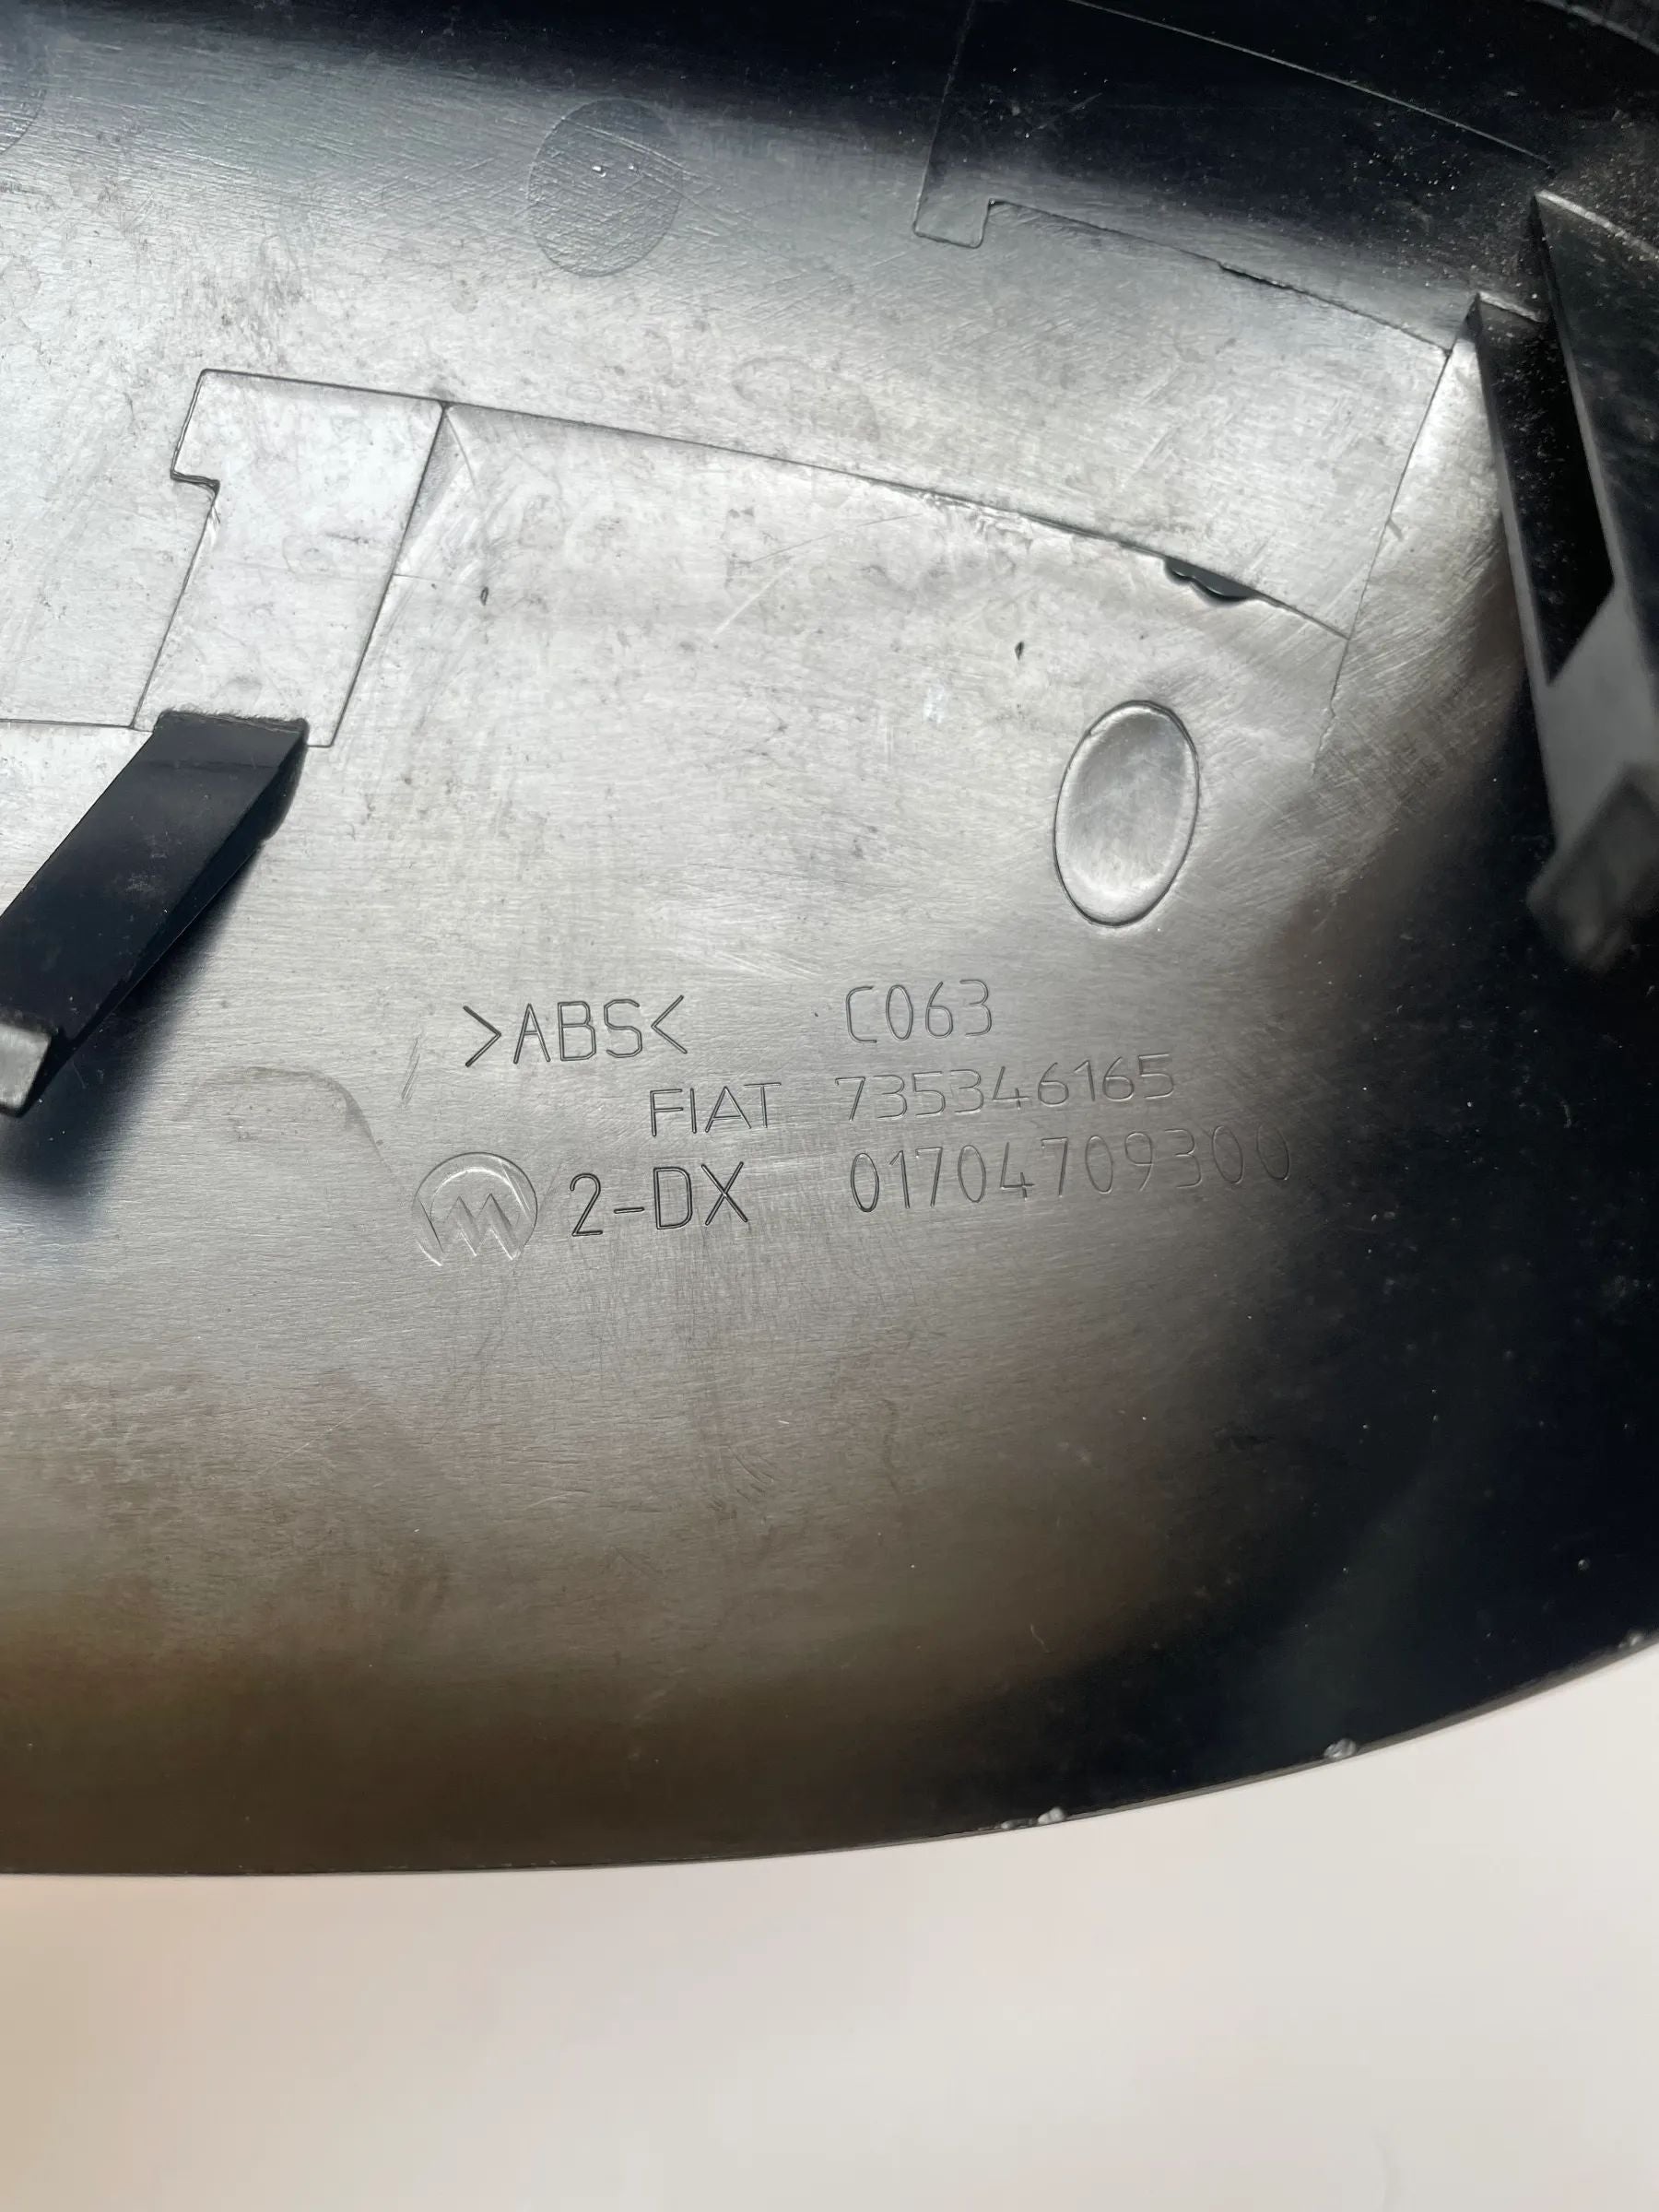 >ABS< C063
FIAT 735346165
2-DX 01704709300